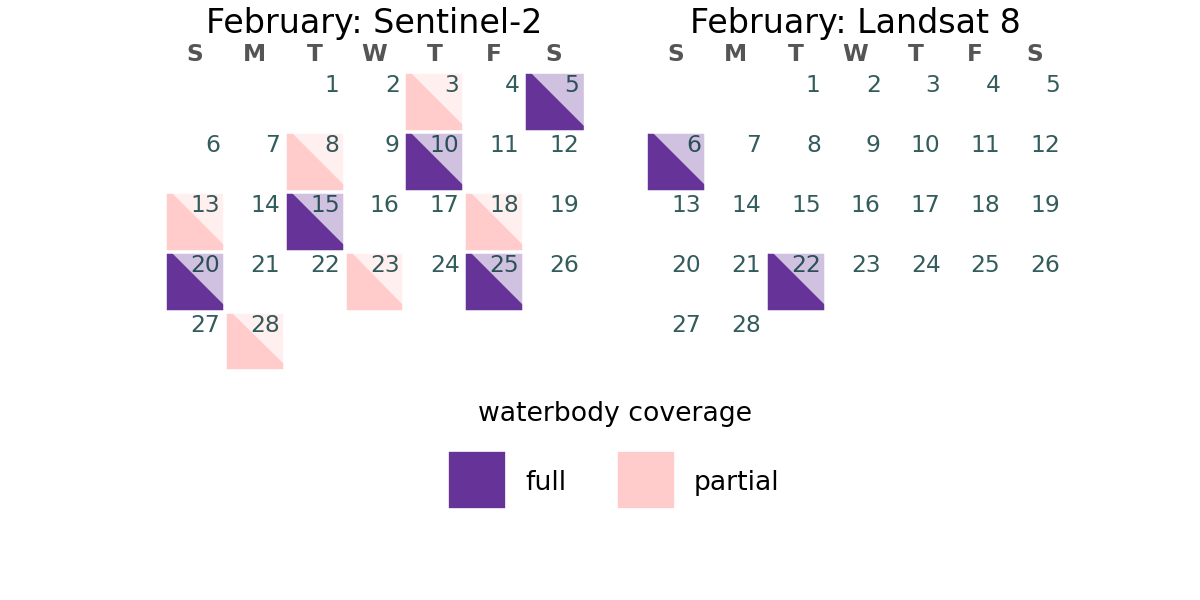 February: Sentinel-2
S M T W T F S
1 2 3 4 5
6 7 8 9 10 11 12
13 14 15 16 17 18 19
20 21 22 23 24 25 26
27 28
February: Landsat 8
S M T W T F S
1 2 3 4 5
6 7 8 9 10 11 12
13 14 15 16 17 18 19
20 21 22 23 24 25 26
27 28
waterbody coverage
full
partial